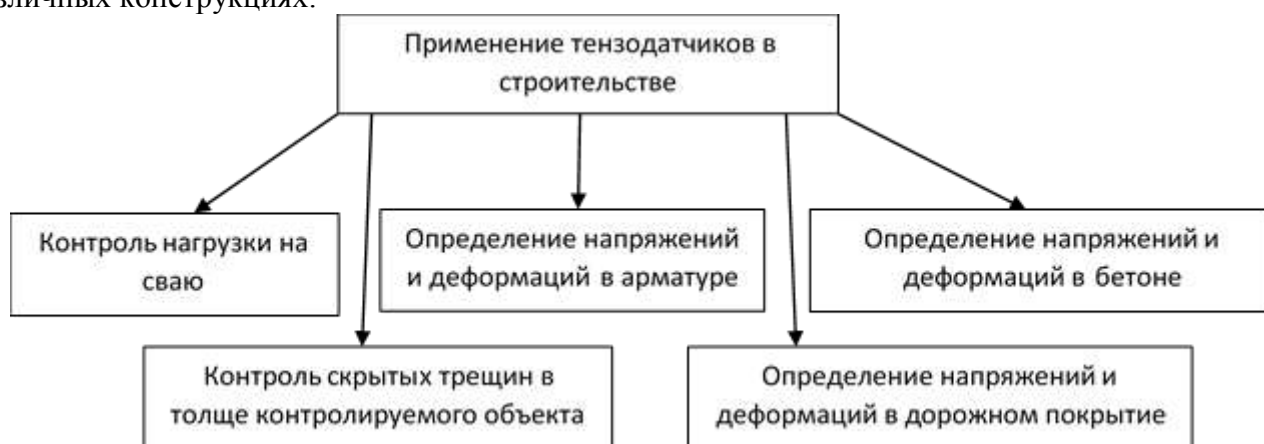 конструкциях.
Применение тензодатчиков в
строительстве
Контроль нагрузки на
сваю
Определение напряжений
и деформаций в арматуре
Определение напряжений и
деформаций в бетоне
Контроль скрытых трещин в
толще контролируемого объекта
Определение напряжений и
деформаций в дорожном покрытие